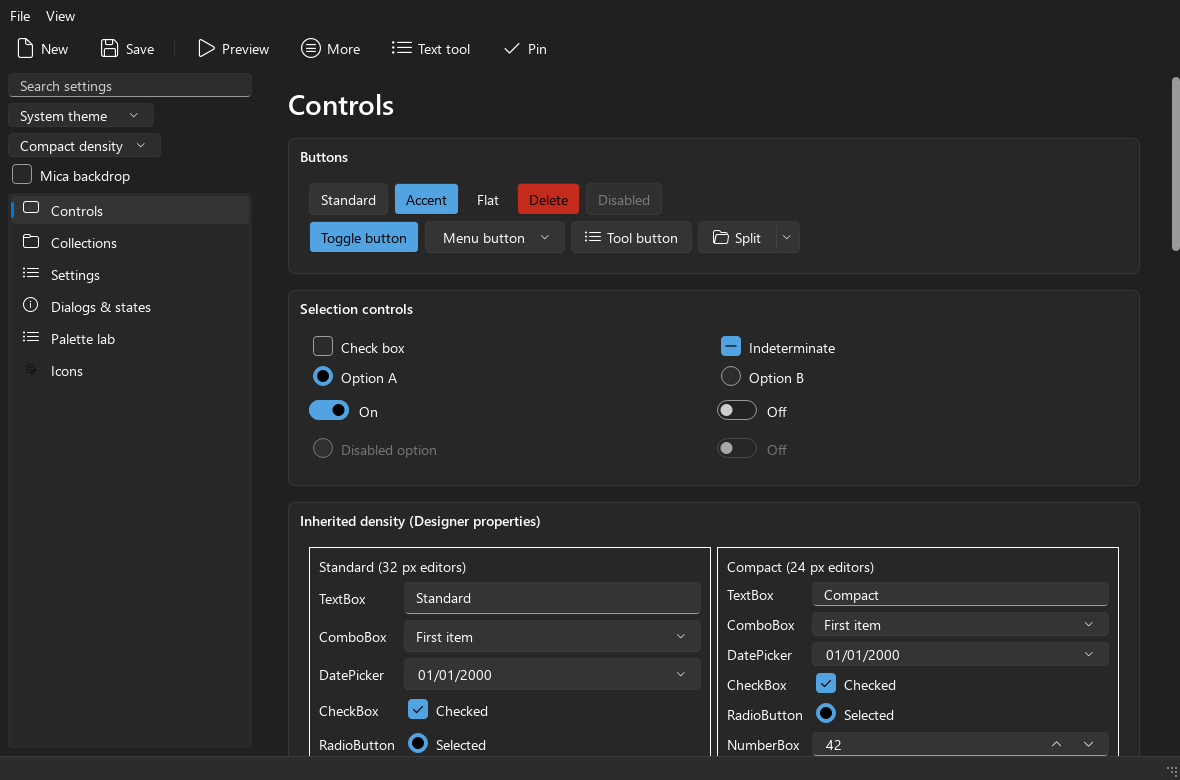 File View
New Save Preview More Text tool Pin
Search settings
System theme
Compact density
Mica backdrop
Controls
Collections
Settings
Dialogs & states
Palette lab
Icons
Controls
Buttons
Standard Accent Flat Delete Disabled
Toggle button Menu button Tool button Split
Selection controls
Check box Indeterminate
Option A Option B
On Off
Disabled option Off
Inherited density (Designer properties)
Standard (32 px editors)
TextBox Standard
ComboBox First item
DatePicker 01/01/2000
CheckBox Checked
RadioButton Selected
Compact (24 px editors)
TextBox Compact
ComboBox First item
DatePicker 01/01/2000
CheckBox Checked
RadioButton Selected
NumberBox 42